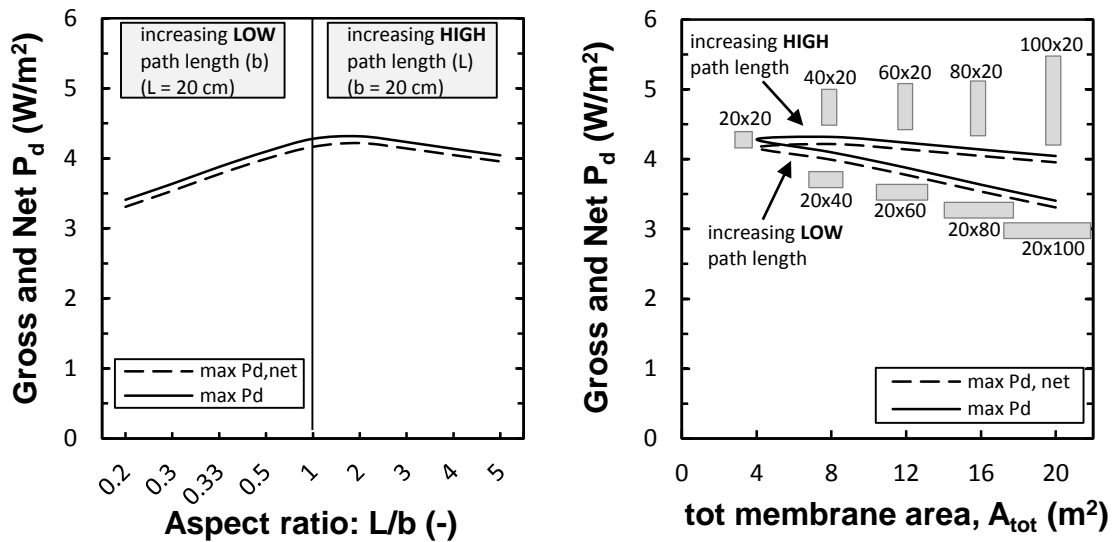 Gross and Net P_d (W/m²)
6
5
4
3
2
1
0
increasing LOW
path length (b)
(L = 20 cm)
increasing HIGH
path length (L)
(b = 20 cm)
max Pd,net
max Pd
0.2
0.3
0.33
0.5
1
2
3
4
5
Aspect ratio: L/b (-)
Gross and Net P_d (W/m²)
6
5
4
3
2
1
0
increasing HIGH
path length
20x20
40x20
60x20
80x20
100x20
20x40
20x60
20x80
20x100
increasing LOW
path length
max Pd, net
max Pd
0
4
8
12
16
20
tot membrane area, A_tot (m²)